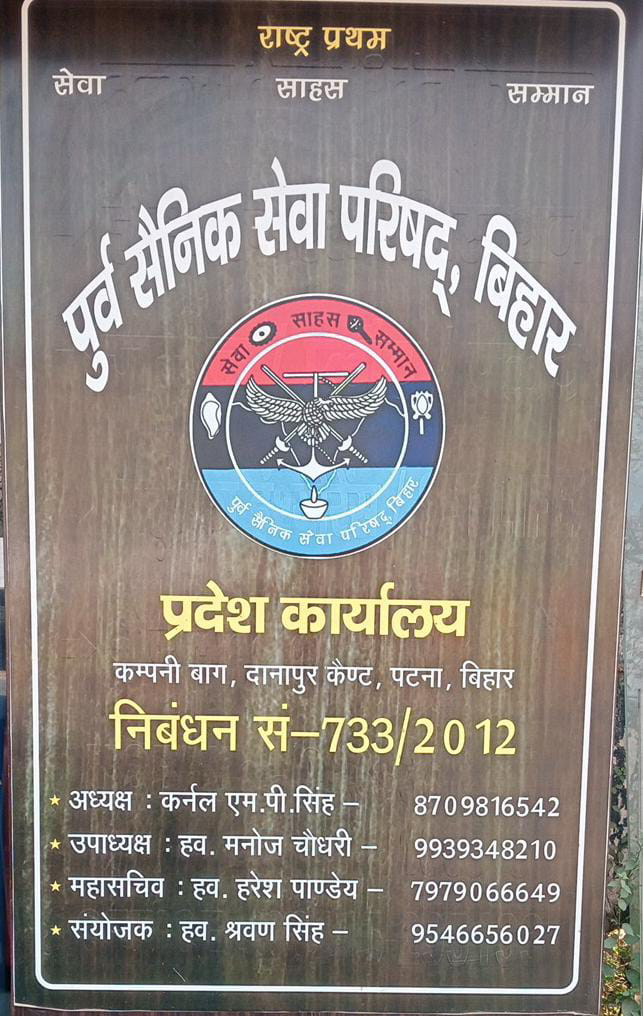 राष्ट्र प्रथम
सेवा साहस सम्मान
पुर्व सैनिक सेवा परिषद्, बिहार
सेवा साहस सम्मान
पुर्व सैनिक सेवा परिषद्, बिहार
प्रदेश कार्यालय
कम्पनी बाग, दानापुर कैण्ट, पटना, बिहार
निबंधन सं–733/2012
★ अध्यक्ष : कर्नल एम.पी.सिंह – 8709816542
★ उपाध्यक्ष : हव. मनोज चौधरी – 9939348210
★ महासचिव : हव. हरेश पाण्डेय – 7979066649
★ संयोजक : हव. श्रवण सिंह – 9546656027